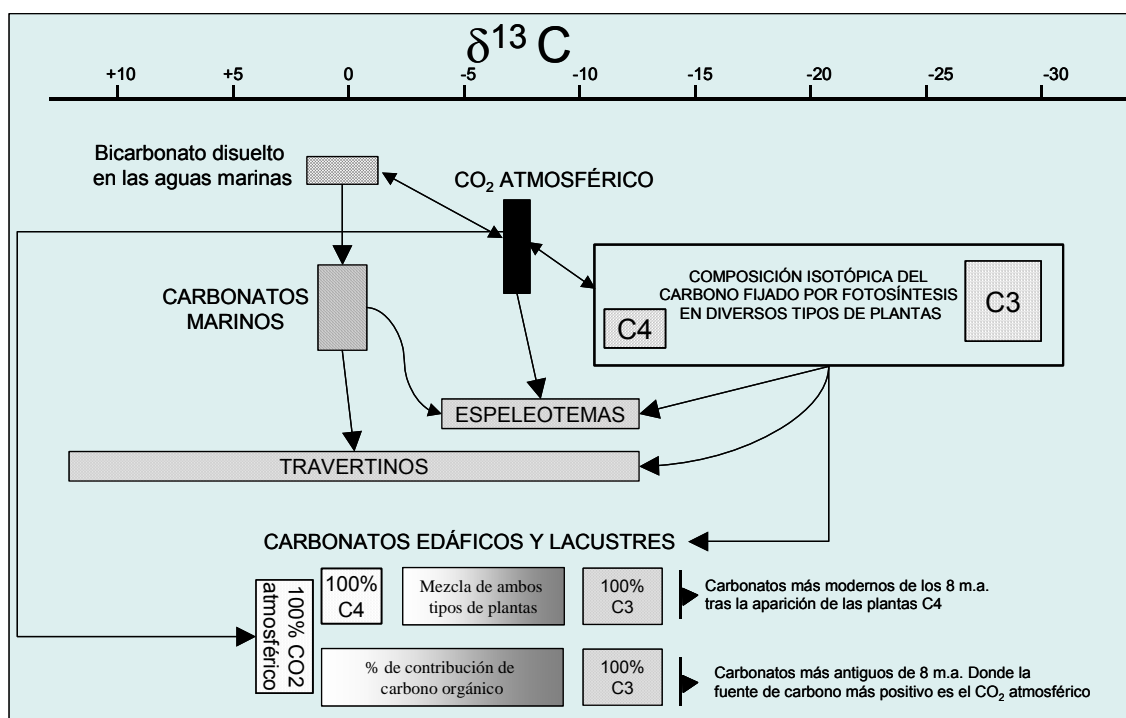 δ13 C
+10 +5 0 -5 -10 -15 -20 -25 -30
Bicarbonato disuelto
en las aguas marinas
CO2 ATMOSFÉRICO
CARBONATOS
MARINOS
COMPOSICIÓN ISOTÓPICA DEL
CARBONO FIJADO POR FOTOSÍNTESIS
EN DIVERSOS TIPOS DE PLANTAS
C4
C3
ESPELEOTEMAS
TRAVERTINOS
CARBONATOS EDÁFICOS Y LACUSTRES
100% CO2
atmosférico
100%
C4
Mezcla de ambos
tipos de plantas
100%
C3
Carbonatos más modernos de los 8 m.a.
tras la aparición de las plantas C4
% de contribución de
carbono orgánico
100%
C3
Carbonatos más antiguos de 8 m.a. Donde la
fuente de carbono más positivo es el CO2 atmosférico